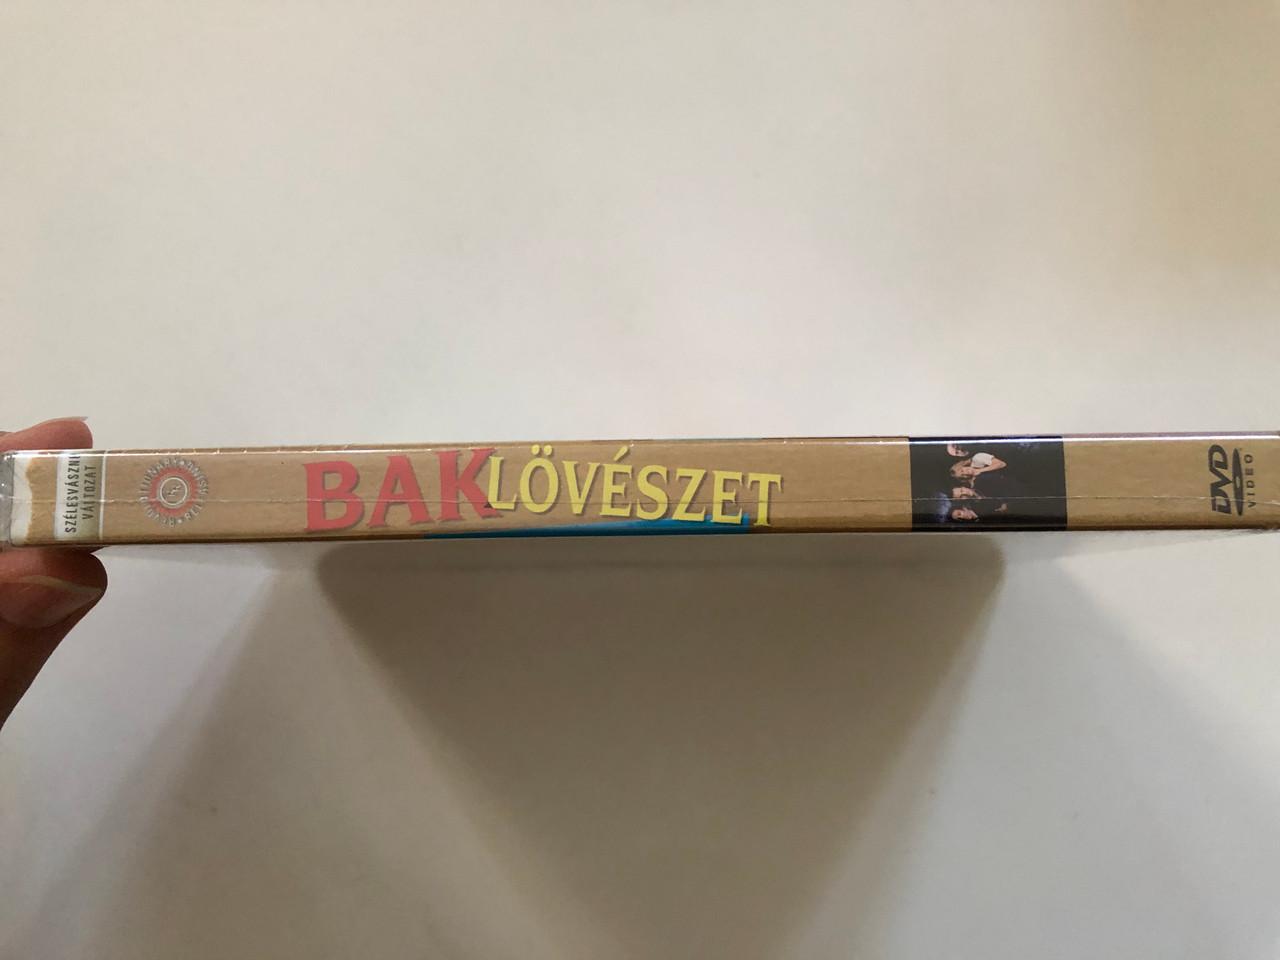 SZÉLESVÁSZNÚ
VÁLTOZAT
BAKLÖVÉSZET
DVD
VIDEO